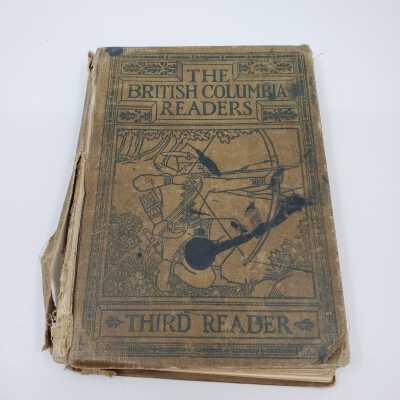 THE
BRITISH COLUMBIA
READERS
THIRD READER